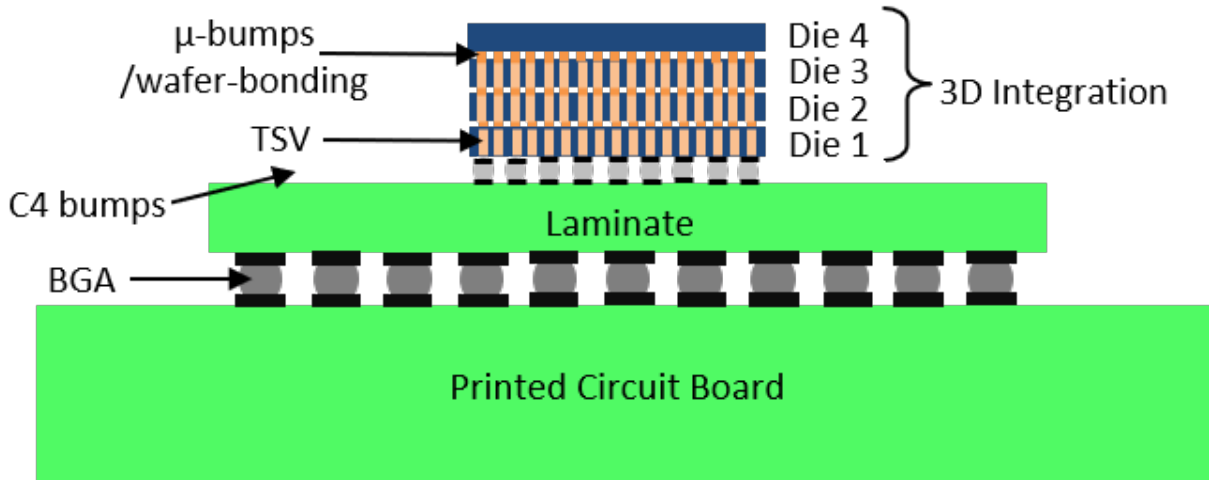 μ-bumps
/wafer-bonding
TSV
C4 bumps
BGA
Die 4
Die 3
Die 2
Die 1
3D Integration
Laminate
Printed Circuit Board